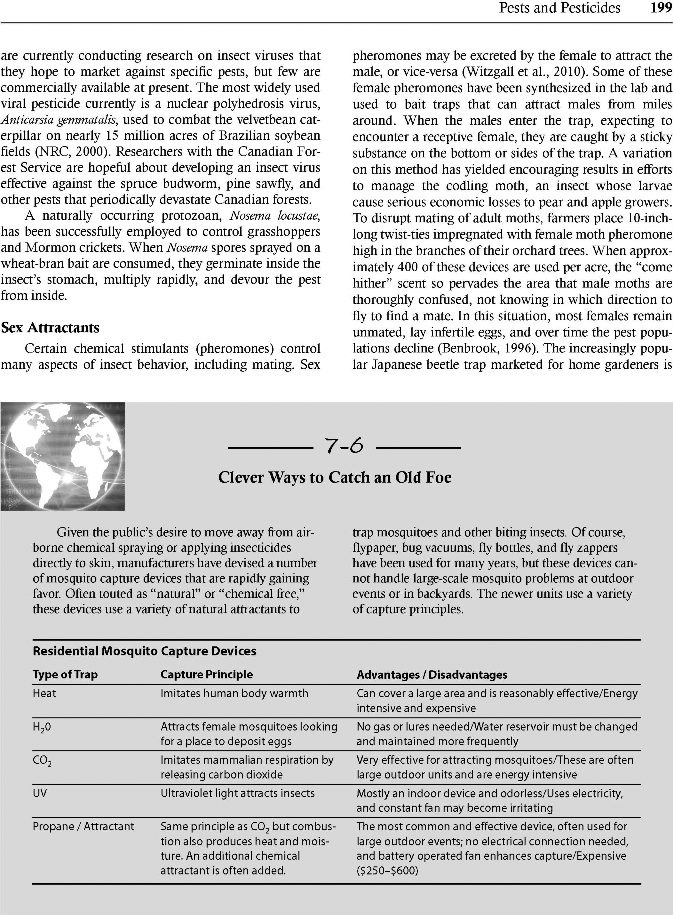 Pests and Pesticides 199
are currently conducting research on insect viruses that
they hope to market against specific pests, but few are
commercially available at present. The most widely used
viral pesticide currently is a nuclear polyhedrosis virus,
Anticarsia gemmatalis, used to combat the velvetbean cat-
erpillar on nearly 15 million acres of Brazilian soybean
fields (NRC, 2000). Researchers with the Canadian For-
est Service are hopeful about developing an insect virus
effective against the spruce budworm, pine sawfly, and
other pests that periodically devastate Canadian forests.
A naturally occurring protozoan, Nosema locustae,
has been successfully employed to control grasshoppers
and Mormon crickets. When Nosema spores sprayed on a
wheat-bran bait are consumed, they germinate inside the
insect's stomach, multiply rapidly, and devour the pest
from inside.
Sex Attractants
Certain chemical stimulants (pheromones) control
many aspects of insect behavior, including mating. Sex
pheromones may be excreted by the female to attract the
male, or vice-versa (Witzgall et al., 2010). Some of these
female pheromones have been synthesized in the lab and
used to bait traps that can attract males from miles
around. When the males enter the trap, expecting to
encounter a receptive female, they are caught by a sticky
substance on the bottom or sides of the trap. A variation
on this method has yielded encouraging results in efforts
to manage the codling moth, an insect whose larvae
cause serious economic losses to pear and apple growers.
To disrupt mating of adult moths, farmers place 10-inch-
long twist-ties impregnated with female moth pheromone
high in the branches of their orchard trees. When approx-
imately 400 of these devices are used per acre, the "come
hither" scent so pervades the area that male moths are
thoroughly confused, not knowing in which direction to
fly to find a mate. In this situation, most females remain
unmated, lay infertile eggs, and over time the pest popu-
lations decline (Benbrook, 1996). The increasingly popu-
lar Japanese beetle trap marketed for home gardeners is
7-6
Clever Ways to Catch an Old Foe
Given the public's desire to move away from air-
borne chemical spraying or applying insecticides
directly to skin, manufacturers have devised a number
of mosquito capture devices that are rapidly gaining
favor. Often touted as "natural" or "chemical free,"
these devices use a variety of natural attractants to
trap mosquitoes and other biting insects. Of course,
flypaper, bug vacuums, fly bottles, and fly zappers
have been used for many years, but these devices can-
not handle large-scale mosquito problems at outdoor
events or in backyards. The newer units use a variety
of capture principles.
Residential Mosquito Capture Devices
Type of Trap Capture Principle Advantages / Disadvantages
Heat Imitates human body warmth Can cover a large area and is reasonably effective/Energy
intensive and expensive
H₂0 Attracts female mosquitoes looking No gas or lures needed/Water reservoir must be changed
for a place to deposit eggs and maintained more frequently
CO₂ Imitates mammalian respiration by Very effective for attracting mosquitoes/These are often
releasing carbon dioxide large outdoor units and are energy intensive
UV Ultraviolet light attracts insects Mostly an indoor device and odorless/Uses electricity,
and constant fan may become irritating
Propane / Attractant Same principle as CO₂ but combus- The most common and effective device, often used for
tion also produces heat and mois- large outdoor events; no electrical connection needed,
ture. An additional chemical and battery operated fan enhances capture/Expensive
attractant is often added. ($250–$600)